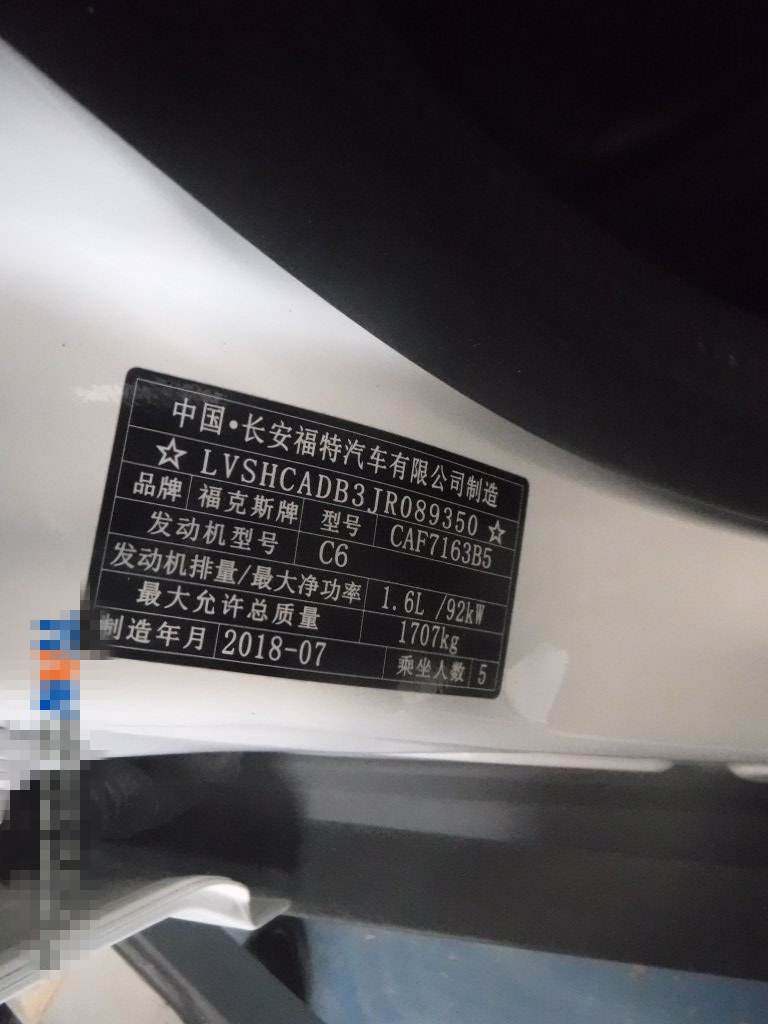 中国•长安福特汽车有限公司制造
☆ LVSHCADB3JR089350 ☆
品牌 福克斯牌 型号 CAF7163B5
发动机型号 C6
发动机排量/最大净功率 1.6L /92kW
最大允许总质量 1707kg
制造年月 2018-07 乘坐人数 5